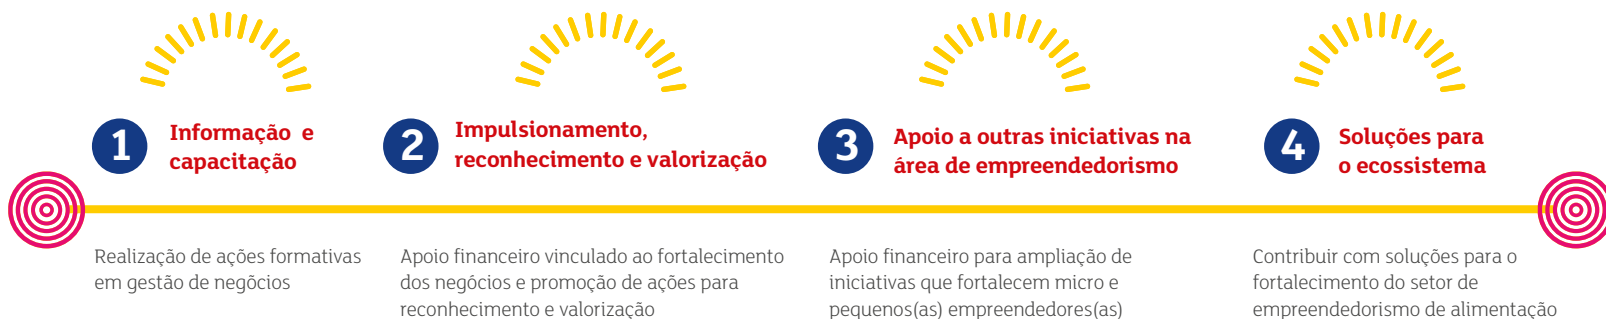 1
Informação e
capacitação
Realização de ações formativas
em gestão de negócios
2
Impulsionamento,
reconhecimento e valorização
Apoio financeiro vinculado ao fortalecimento
dos negócios e promoção de ações para
reconhecimento e valorização
3
Apoio a outras iniciativas na
área de empreendedorismo
Apoio financeiro para ampliação de
iniciativas que fortalecem micro e
pequenos(as) empreendedores(as)
4
Soluções para
o ecossistema
Contribuir com soluções para o
fortalecimento do setor de
empreendedorismo de alimentação